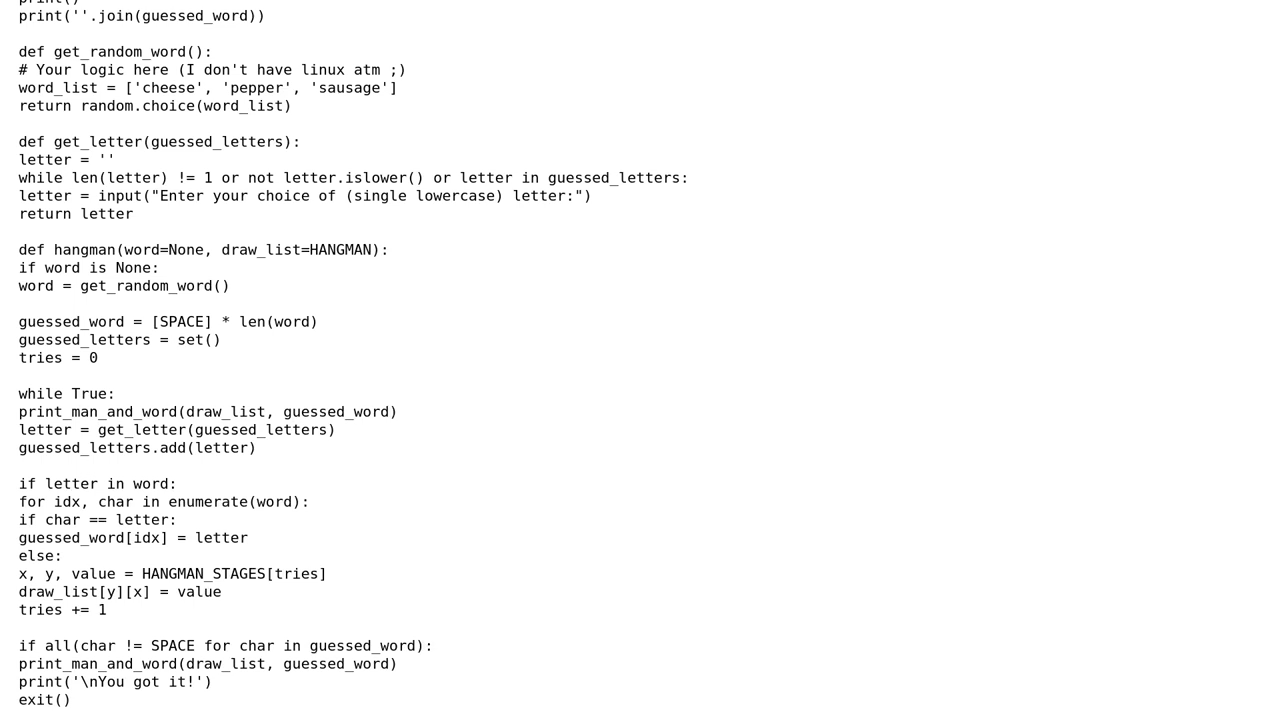 print()
print(''.join(guessed_word))

def get_random_word():
# Your logic here (I don't have linux atm ;)
word_list = ['cheese', 'pepper', 'sausage']
return random.choice(word_list)

def get_letter(guessed_letters):
letter = ''
while len(letter) != 1 or not letter.islower() or letter in guessed_letters:
letter = input("Enter your choice of (single lowercase) letter:")
return letter

def hangman(word=None, draw_list=HANGMAN):
if word is None:
word = get_random_word()

guessed_word = [SPACE] * len(word)
guessed_letters = set()
tries = 0

while True:
print_man_and_word(draw_list, guessed_word)
letter = get_letter(guessed_letters)
guessed_letters.add(letter)

if letter in word:
for idx, char in enumerate(word):
if char == letter:
guessed_word[idx] = letter
else:
x, y, value = HANGMAN_STAGES[tries]
draw_list[y][x] = value
tries += 1

if all(char != SPACE for char in guessed_word):
print_man_and_word(draw_list, guessed_word)
print('\nYou got it!')
exit()